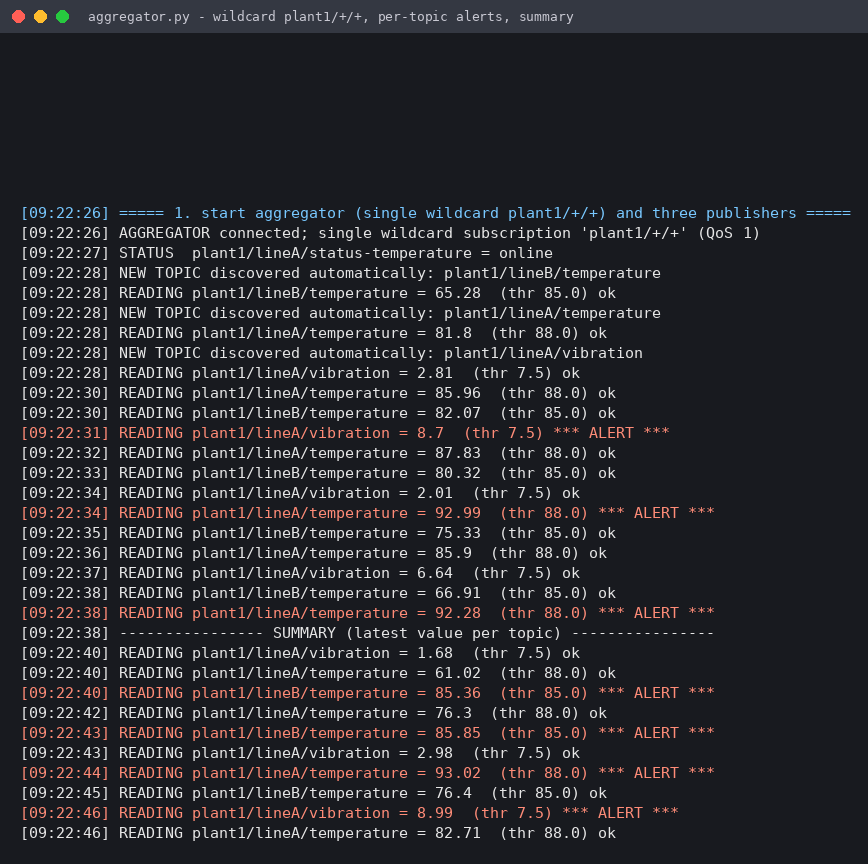 aggregator.py - wildcard plant1/+/+, per-topic alerts, summary
[09:22:26] ===== 1. start aggregator (single wildcard plant1/+/+) and three publishers =====
[09:22:26] AGGREGATOR connected; single wildcard subscription 'plant1/+/+' (QoS 1)
[09:22:27] STATUS  plant1/lineA/status-temperature = online
[09:22:28] NEW TOPIC discovered automatically: plant1/lineB/temperature
[09:22:28] READING plant1/lineB/temperature = 65.28  (thr 85.0) ok
[09:22:28] NEW TOPIC discovered automatically: plant1/lineA/temperature
[09:22:28] READING plant1/lineA/temperature = 81.8  (thr 88.0) ok
[09:22:28] NEW TOPIC discovered automatically: plant1/lineA/vibration
[09:22:28] READING plant1/lineA/vibration = 2.81  (thr 7.5) ok
[09:22:30] READING plant1/lineA/temperature = 85.96  (thr 88.0) ok
[09:22:30] READING plant1/lineB/temperature = 82.07  (thr 85.0) ok
[09:22:31] READING plant1/lineA/vibration = 8.7  (thr 7.5) *** ALERT ***
[09:22:32] READING plant1/lineA/temperature = 87.83  (thr 88.0) ok
[09:22:33] READING plant1/lineB/temperature = 80.32  (thr 85.0) ok
[09:22:34] READING plant1/lineA/vibration = 2.01  (thr 7.5) ok
[09:22:34] READING plant1/lineA/temperature = 92.99  (thr 88.0) *** ALERT ***
[09:22:35] READING plant1/lineB/temperature = 75.33  (thr 85.0) ok
[09:22:36] READING plant1/lineA/temperature = 85.9  (thr 88.0) ok
[09:22:37] READING plant1/lineA/vibration = 6.64  (thr 7.5) ok
[09:22:38] READING plant1/lineB/temperature = 66.91  (thr 85.0) ok
[09:22:38] READING plant1/lineA/temperature = 92.28  (thr 88.0) *** ALERT ***
[09:22:38] ---------------- SUMMARY (latest value per topic) ----------------
[09:22:40] READING plant1/lineA/vibration = 1.68  (thr 7.5) ok
[09:22:40] READING plant1/lineA/temperature = 61.02  (thr 88.0) ok
[09:22:40] READING plant1/lineB/temperature = 85.36  (thr 85.0) *** ALERT ***
[09:22:42] READING plant1/lineA/temperature = 76.3  (thr 88.0) ok
[09:22:43] READING plant1/lineB/temperature = 85.85  (thr 85.0) *** ALERT ***
[09:22:43] READING plant1/lineA/vibration = 2.98  (thr 7.5) ok
[09:22:44] READING plant1/lineA/temperature = 93.02  (thr 88.0) *** ALERT ***
[09:22:45] READING plant1/lineB/temperature = 76.4  (thr 85.0) ok
[09:22:46] READING plant1/lineA/vibration = 8.99  (thr 7.5) *** ALERT ***
[09:22:46] READING plant1/lineA/temperature = 82.71  (thr 88.0) ok